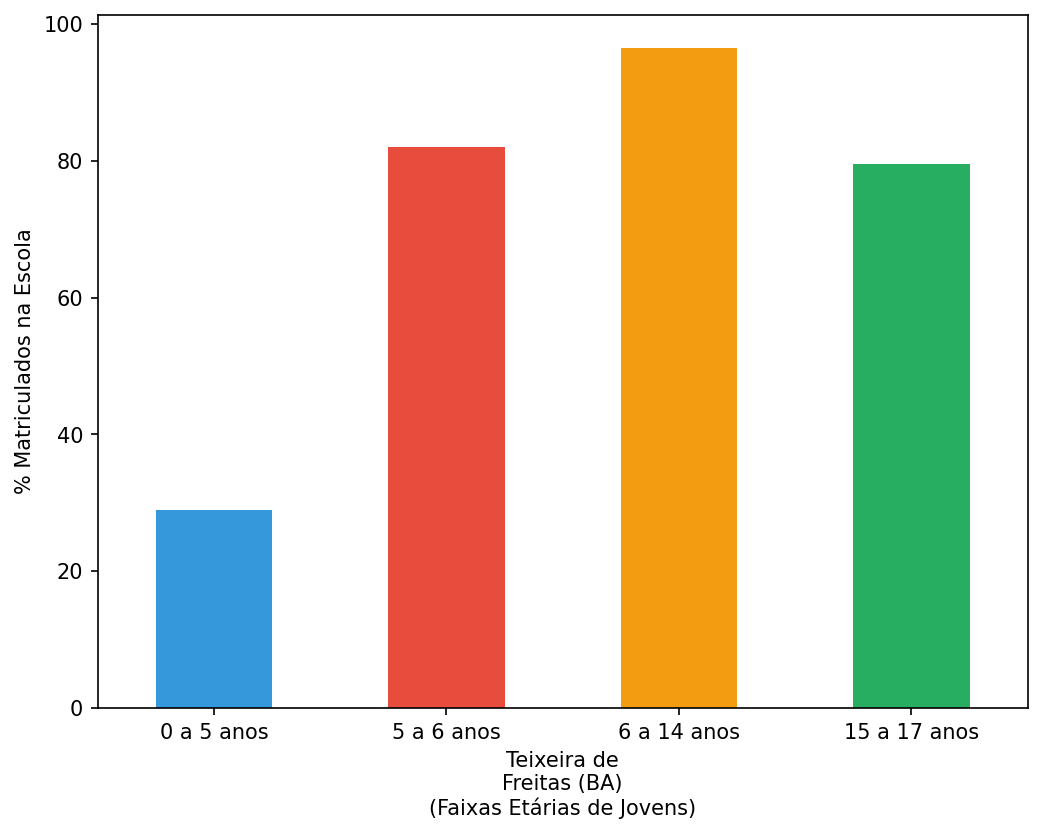 % Matriculados na Escola
100
80
60
40
20
0
0 a 5 anos
5 a 6 anos
6 a 14 anos
15 a 17 anos
Teixeira de
Freitas (BA)
(Faixas Etárias de Jovens)